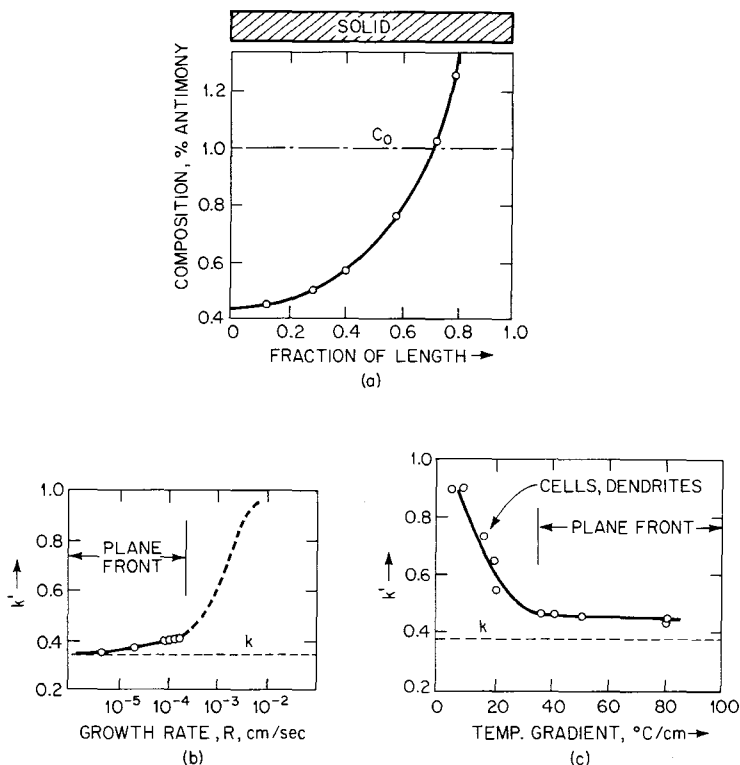 SOLID
COMPOSITION, % ANTIMONY
1.2
1.0
0.8
0.6
0.4
C₀
0 0.2 0.4 0.6 0.8 1.0
FRACTION OF LENGTH→
(a)
k'→
1.0
0.8
0.6
0.4
0.2
PLANE
FRONT
k
10⁻⁵ 10⁻⁴ 10⁻³ 10⁻²
GROWTH RATE, R, cm/sec
(b)
k'→
1.0
0.8
0.6
0.4
0.2
CELLS, DENDRITES
PLANE FRONT
k
0 20 40 60 80 100
TEMP. GRADIENT, °C/cm→
(c)